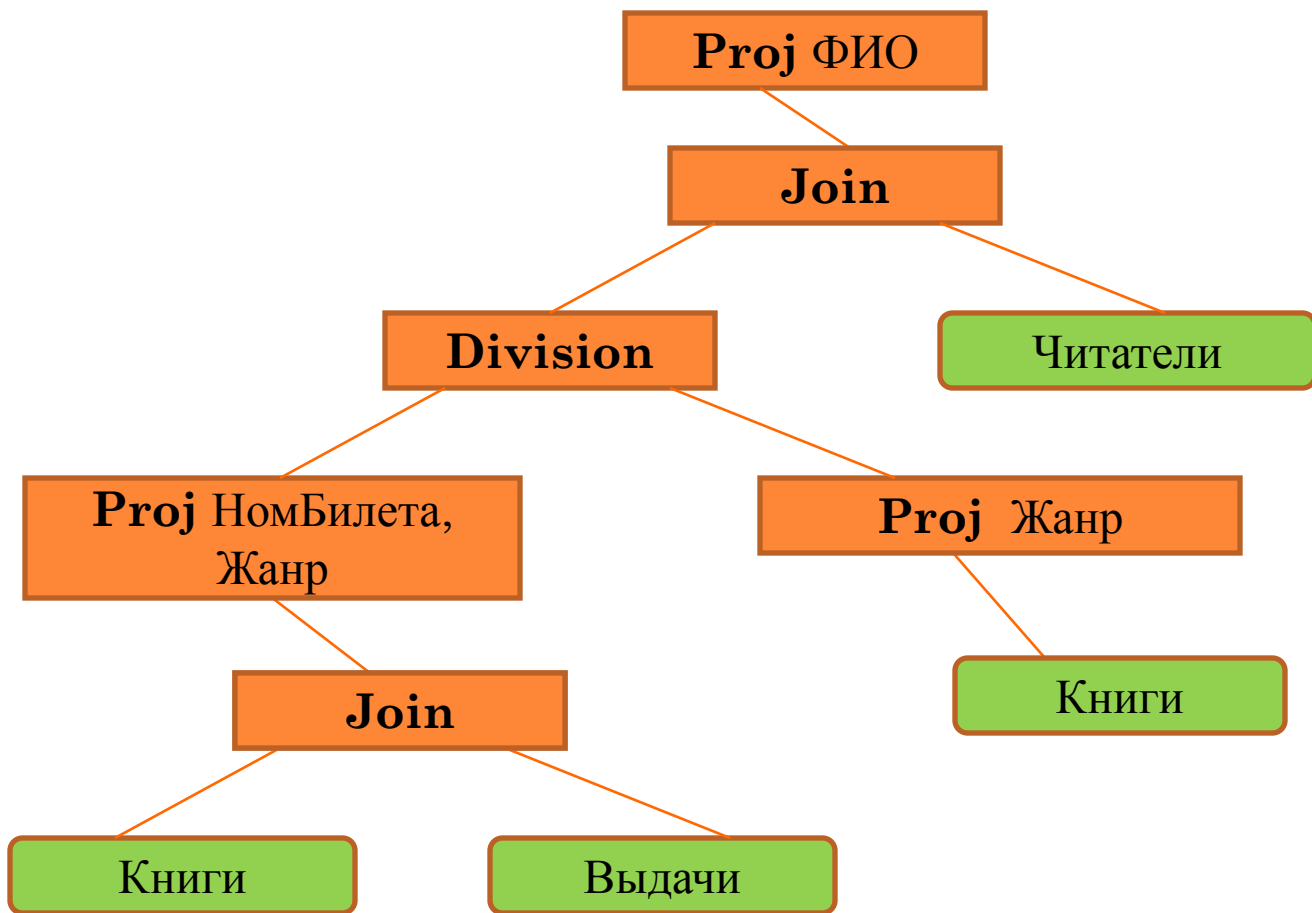 Proj ФИО
Join
Division
Читатели
Proj НомБилета,
Жанр
Proj Жанр
Join
Книги
Книги
Выдачи